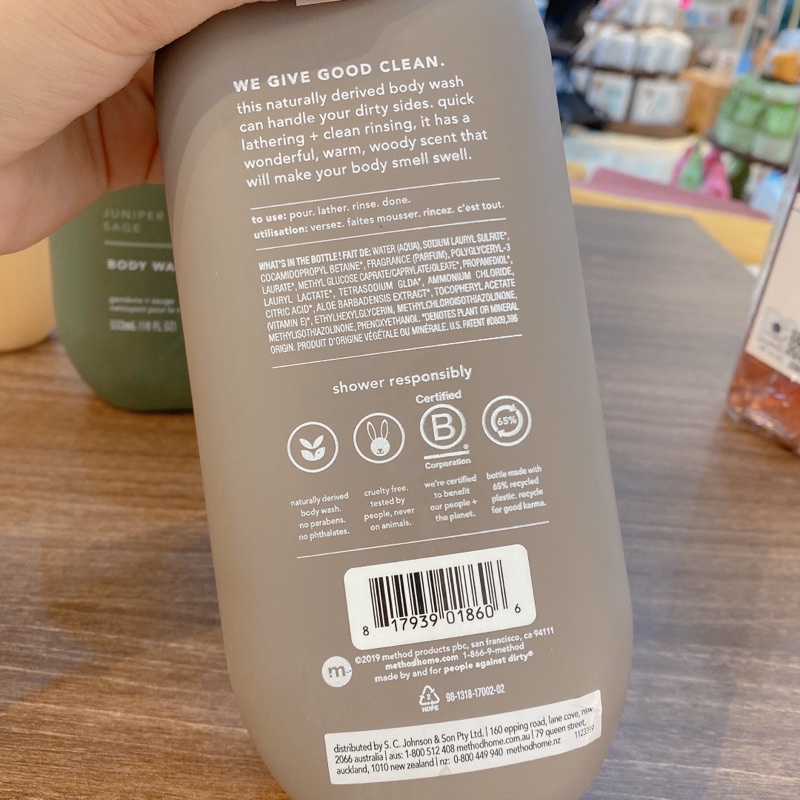 WE GIVE GOOD CLEAN.
this naturally derived body wash
can handle your dirty sides. quick
lathering + clean rinsing, it has a
wonderful, warm, woody scent that
will make your body smell swell.
to use: pour. lather. rinse. done.
utilisation: versez. faites mousser. rincez. c'est tout.
WHAT'S IN THE BOTTLE! FAIT DE: WATER (AQUA), SODIUM LAURYL SULFATE*,
COCAMIDOPROPYL BETAINE*, FRAGRANCE (PARFUM), POLYGLYCERYL-3
LAURATE*, METHYL GLUCOSE CAPRATE/CAPRYLATE/OLEATE*, PROPANEDIOL*,
LAURYL LACTATE*, TETRASODIUM GLDA*, AMMONIUM CHLORIDE,
CITRIC ACID*, ALOE BARBADENSIS EXTRACT*, TOCOPHERYL ACETATE
(VITAMIN E)*, ETHYLHEXYLGLYCERIN, METHYLCHLOROISOTHIAZOLINONE,
METHYLISOTHIAZOLINONE, PHENOXYETHANOL. *DENOTES PLANT OR MINERAL
ORIGIN. PRODUIT D'ORIGINE VÉGÉTALE OU MINÉRALE. U.S. PATENT #D809,396
shower responsibly
Certified
B
Corporation
65%
naturally derived
body wash.
no parabens.
no phthalates.
cruelty free.
tested by
people, never
on animals.
we're certified
to benefit
our people +
the planet.
bottle made with
65% recycled
plastic. recycle
for good karma.
8 17939 01860 6
m
©2019 method products pbc, san francisco, ca 94111
methodhome.com 1-866-9-method
made by and for people against dirty®
2
HDPE
98-1318-17002-02
distributed by S. C. Johnson & Son Pty Ltd. | 160 epping road, lane cove, nsw
2066 australia | aus: 1-800 512 408 methodhome.com.au | 79 queen street,
auckland, 1010 new zealand | nz: 0-800 449 940 methodhome.nz
JUNIPER
SAGE
BODY WA
532mL (18 fl oz)